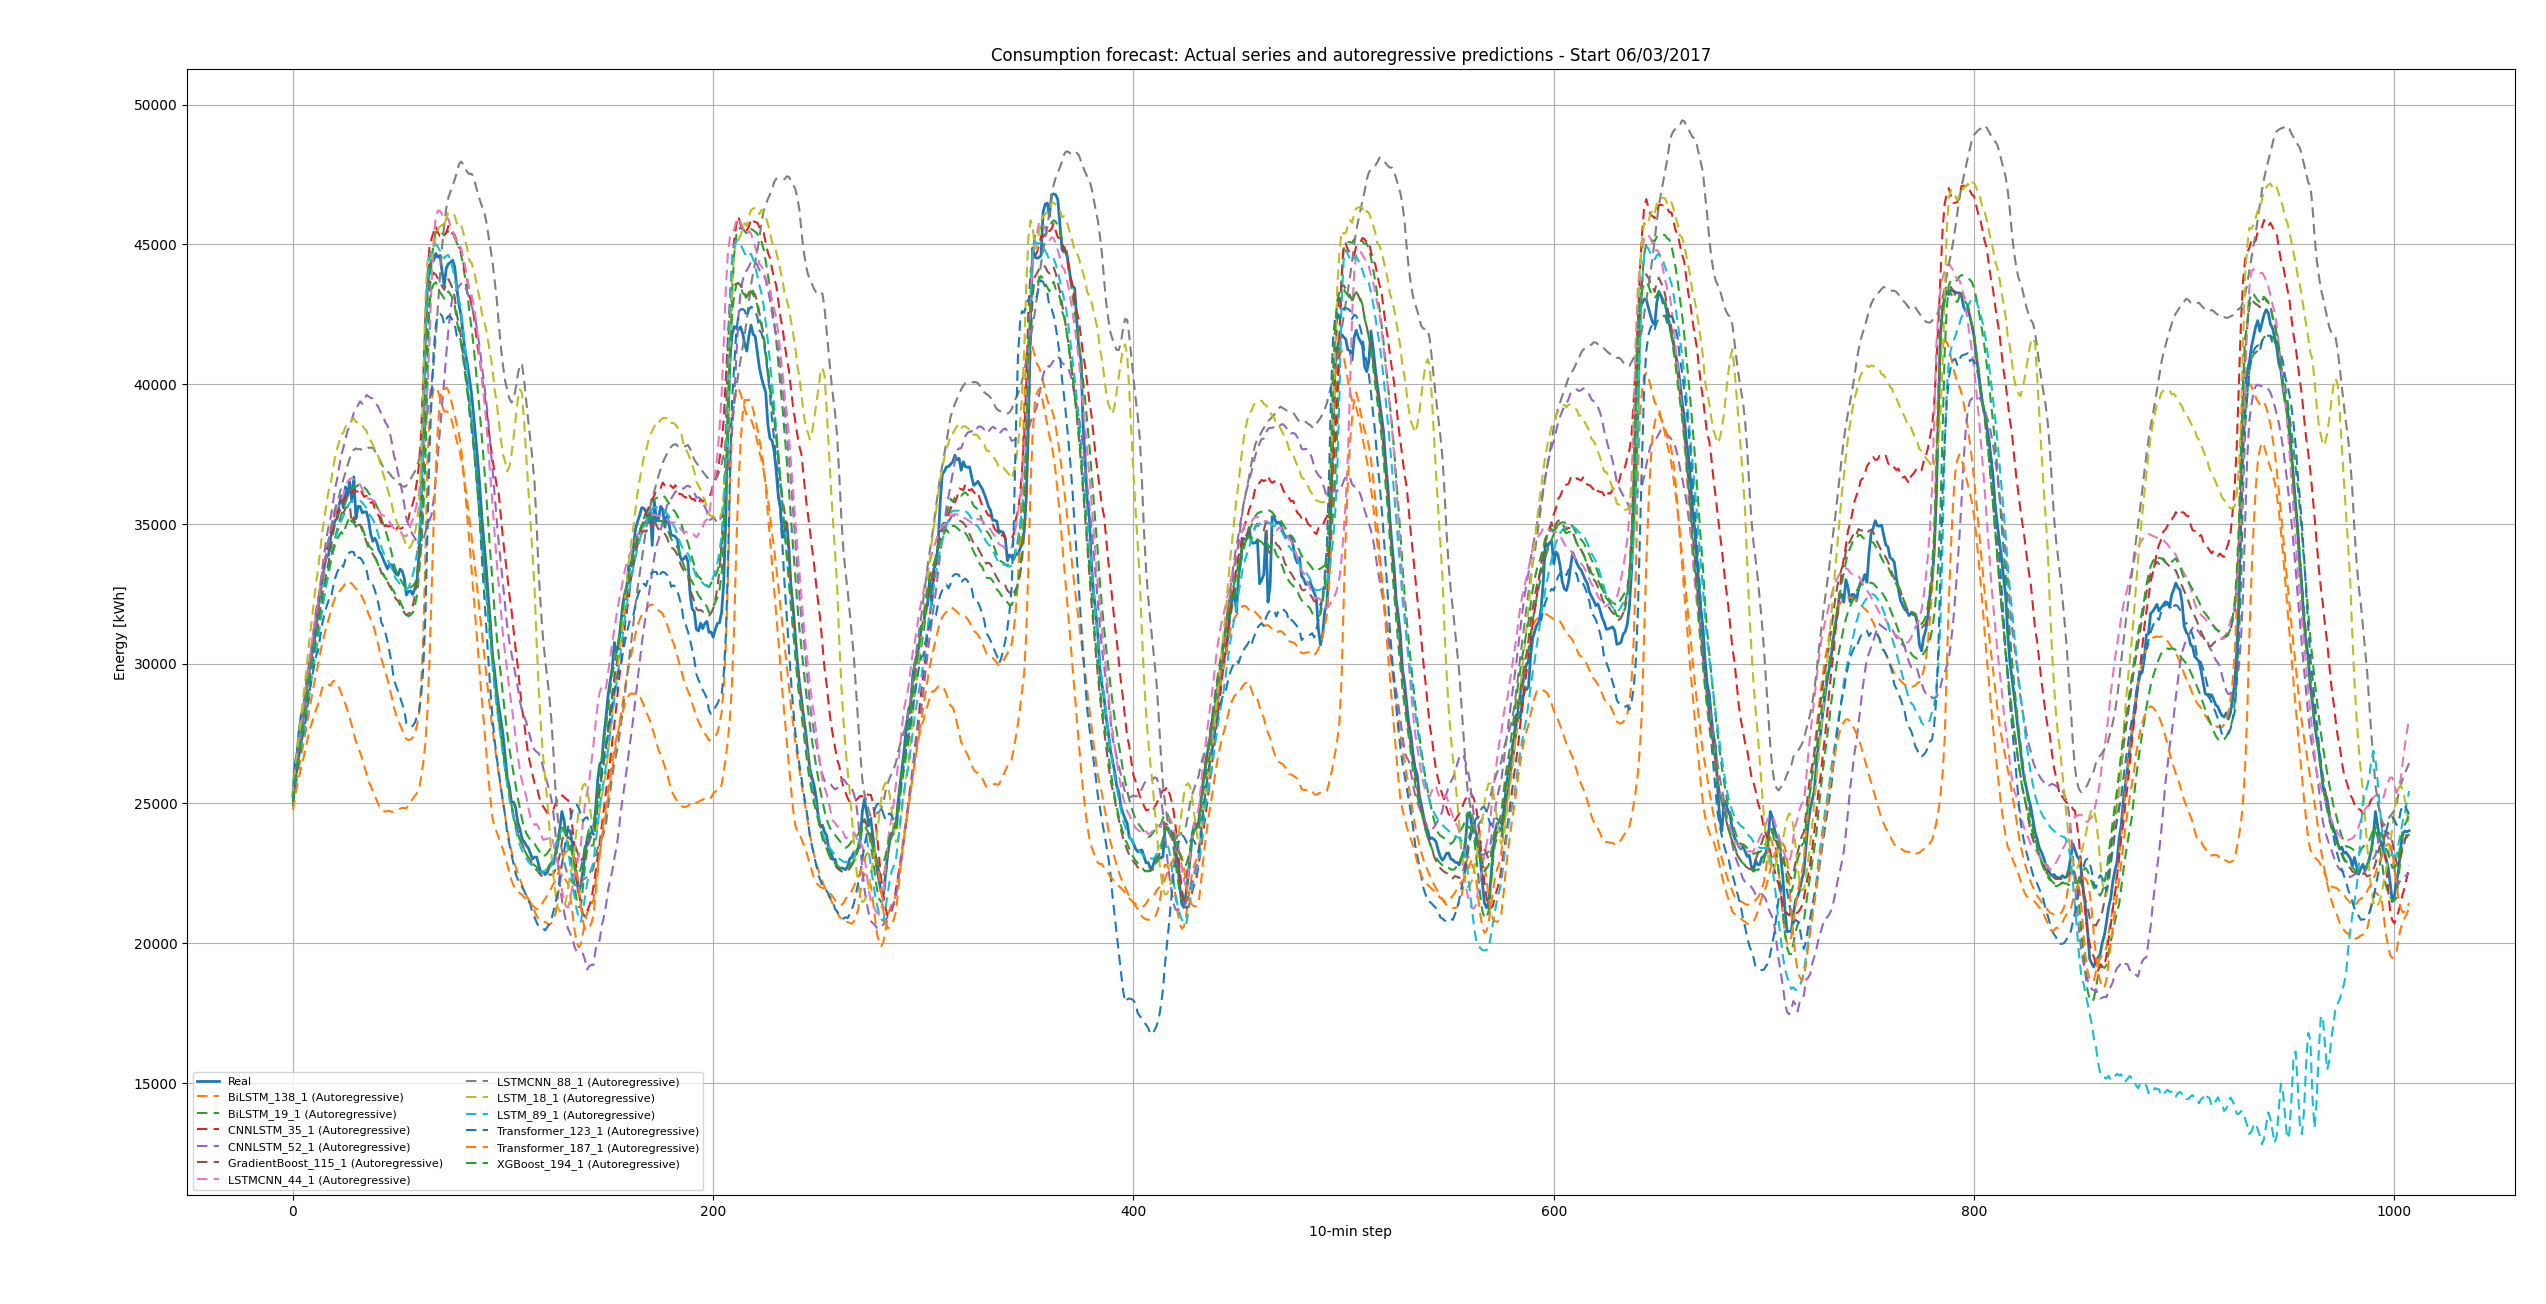 Consumption forecast: Actual series and autoregressive predictions - Start 06/03/2017
50000
45000
40000
35000
30000
25000
20000
15000
Energy [kWh]
Real
BiLSTM_138_1 (Autoregressive)
BiLSTM_19_1 (Autoregressive)
CNNLSTM_35_1 (Autoregressive)
CNNLSTM_52_1 (Autoregressive)
GradientBoost_115_1 (Autoregressive)
LSTMCNN_44_1 (Autoregressive)
LSTMCNN_88_1 (Autoregressive)
LSTM_18_1 (Autoregressive)
LSTM_89_1 (Autoregressive)
Transformer_123_1 (Autoregressive)
Transformer_187_1 (Autoregressive)
XGBoost_194_1 (Autoregressive)
0 200 400 600 800 1000
10-min step